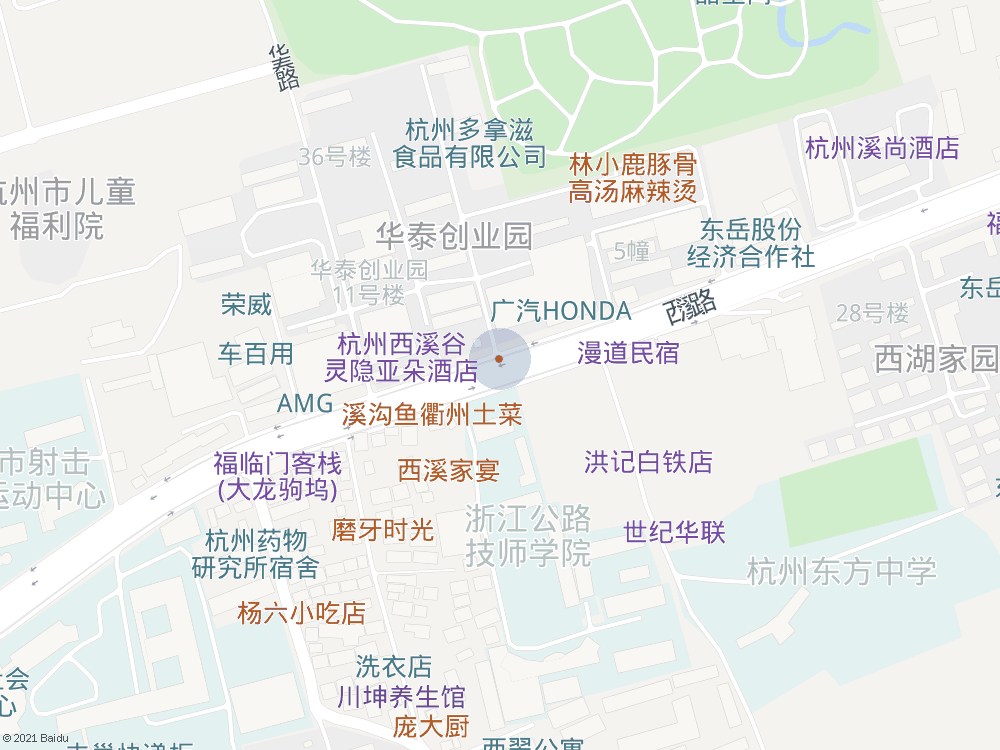 华泰路
杭州多拿滋
食品有限公司
36号楼
林小鹿豚骨
高汤麻辣烫
杭州溪尚酒店
杭州市儿童
福利院
华泰创业园
5幢
东岳股份
经济合作社
华泰创业园
11号楼
东岳
荣威
广汽HONDA
西溪路
28号楼
车百用
杭州西溪谷
灵隐亚朵酒店
漫道民宿
西湖家园
AMG
溪沟鱼衢州土菜
市射击
运动中心
福临门客栈
(大龙驹坞)
西溪家宴
洪记白铁店
磨牙时光
浙江公路
技师学院
世纪华联
杭州药物
研究所宿舍
杭州东方中学
杨六小吃店
洗衣店
川坤养生馆
庞大厨
© 2021 Baidu